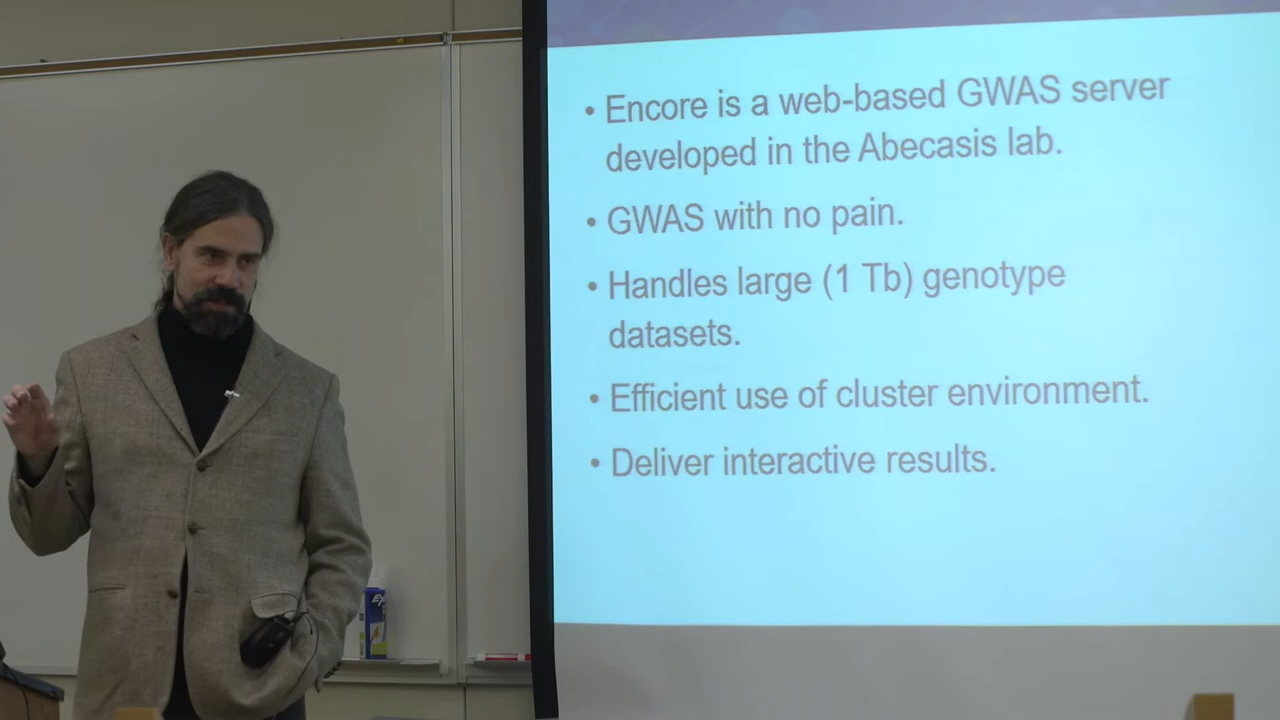 • Encore is a web-based GWAS server
developed in the Abecasis lab.
• GWAS with no pain.
• Handles large (1 Tb) genotype
datasets.
• Efficient use of cluster environment.
• Deliver interactive results.